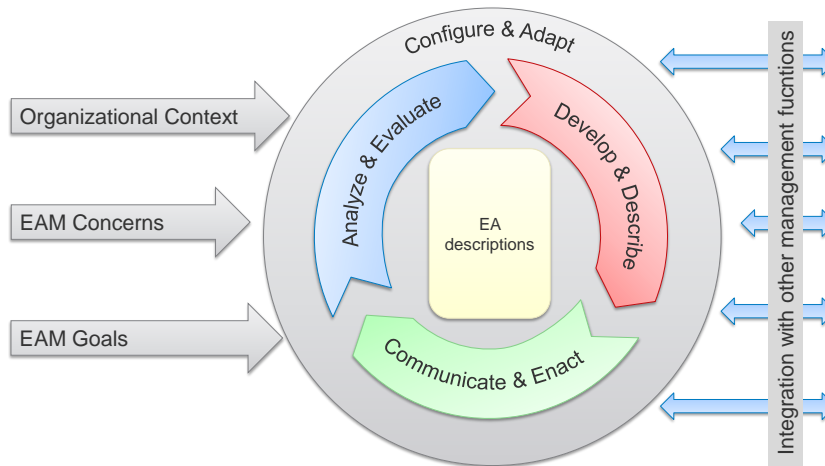 Configure & Adapt
Organizational Context
Analyze & Evaluate
Develop & Describe
EAM Concerns
EA
descriptions
EAM Goals
Communicate & Enact
Integration with other management fucntions